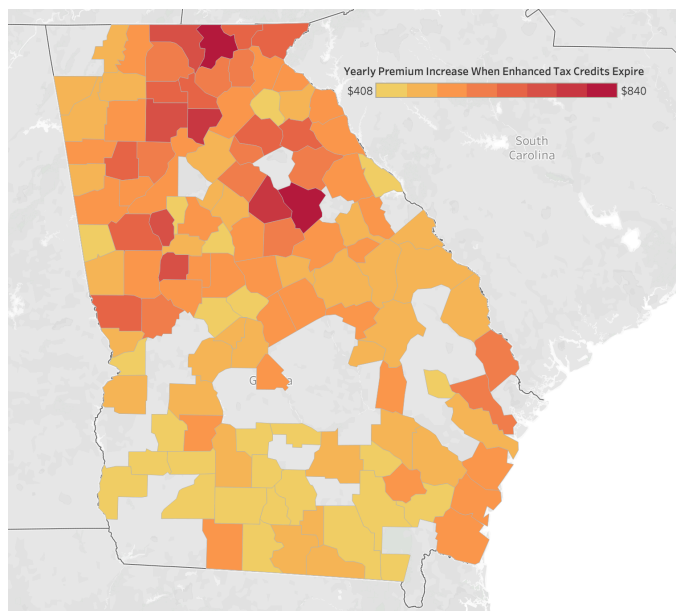 Yearly Premium Increase When Enhanced Tax Credits Expire
$408 $840
South
Carolina